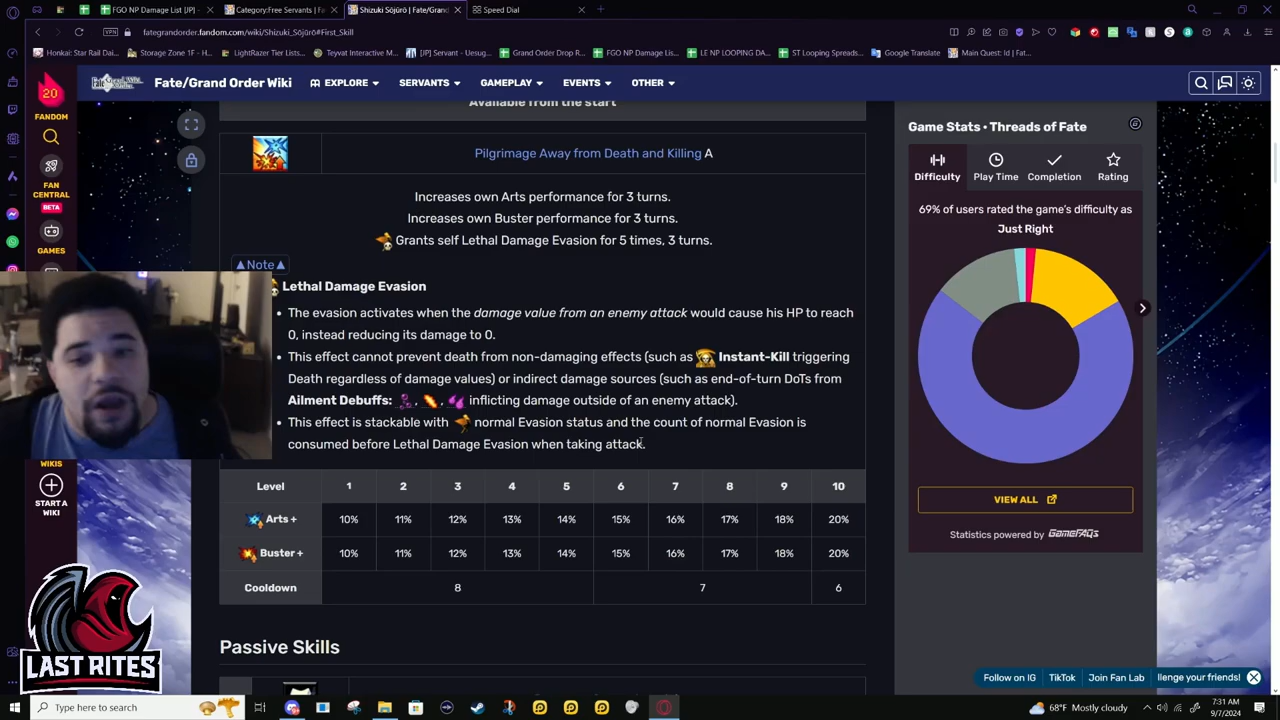 FGO NP Damage List [JP]
Category:Free Servants | Fa
Shizuki Sōjūrō | Fate/Grand
Speed Dial
VPN
fategrandorder.fandom.com/wiki/Shizuki_Sōjūrō#First_Skill
Honkai: Star Rail Dai...
Storage Zone 1F - H...
LightRazer Tier Lists...
Teyvat Interactive M...
[JP] Servant - Uesug...
Grand Order Drop R...
FGO NP Damage Lis...
LE NP LOOPING DA...
ST Looping Spreads...
Google Translate
Main Quest: Id | Fat...
20
FANDOM
FAN CENTRAL
BETA
GAMES
WIKIS
START A WIKI
Fate/Grand Order Wiki
EXPLORE
SERVANTS
GAMEPLAY
EVENTS
OTHER
Available from the start
Pilgrimage Away from Death and Killing A
Increases own Arts performance for 3 turns.
Increases own Buster performance for 3 turns.
Grants self Lethal Damage Evasion for 5 times, 3 turns.
▲Note▲
Lethal Damage Evasion
• The evasion activates when the damage value from an enemy attack would cause his HP to reach
0, instead reducing its damage to 0.
• This effect cannot prevent death from non-damaging effects (such as Instant-Kill triggering
Death regardless of damage values) or indirect damage sources (such as end-of-turn DoTs from
Ailment Debuffs: , , inflicting damage outside of an enemy attack).
• This effect is stackable with normal Evasion status and the count of normal Evasion is
consumed before Lethal Damage Evasion when taking attack.
Level 1 2 3 4 5 6 7 8 9 10
Arts + 10% 11% 12% 13% 14% 15% 16% 17% 18% 20%
Buster + 10% 11% 12% 13% 14% 15% 16% 17% 18% 20%
Cooldown 8 7 6
Passive Skills
Game Stats • Threads of Fate
Difficulty
Play Time
Completion
Rating
69% of users rated the game's difficulty as
Just Right
VIEW ALL
Statistics powered by GameFAQs
Follow on IG
TikTok
Join Fan Lab
llenge your friends!
LAST RITES
Type here to search
68°F Mostly cloudy
7:31 AM
9/7/2024